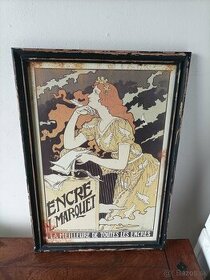 ENCRE
L. MARQUET
LA MEILLEURE DE TOUTES LES ENCRES